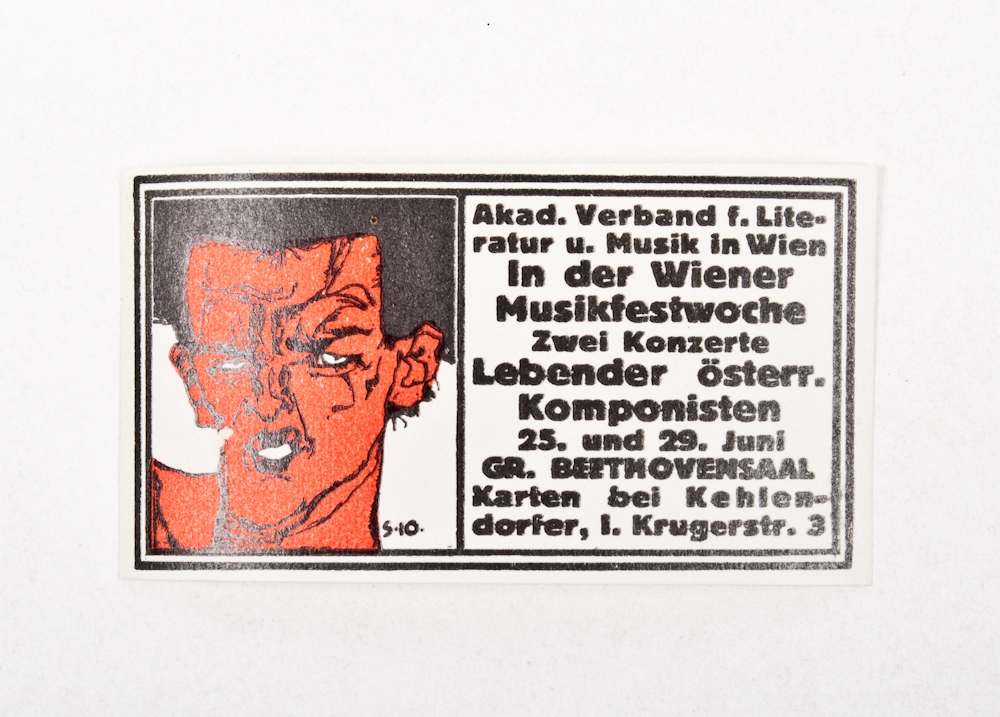 S·10·
Akad. Verband f. Lite-
ratur u. Musik in Wien
In der Wiener
Musikfestwoche
Zwei Konzerte
Lebender österr.
Komponisten
25. und 29. Juni
GR. BEETHOVENSAAL
Karten bei Kehlen-
dorfer, I. Krugerstr. 3